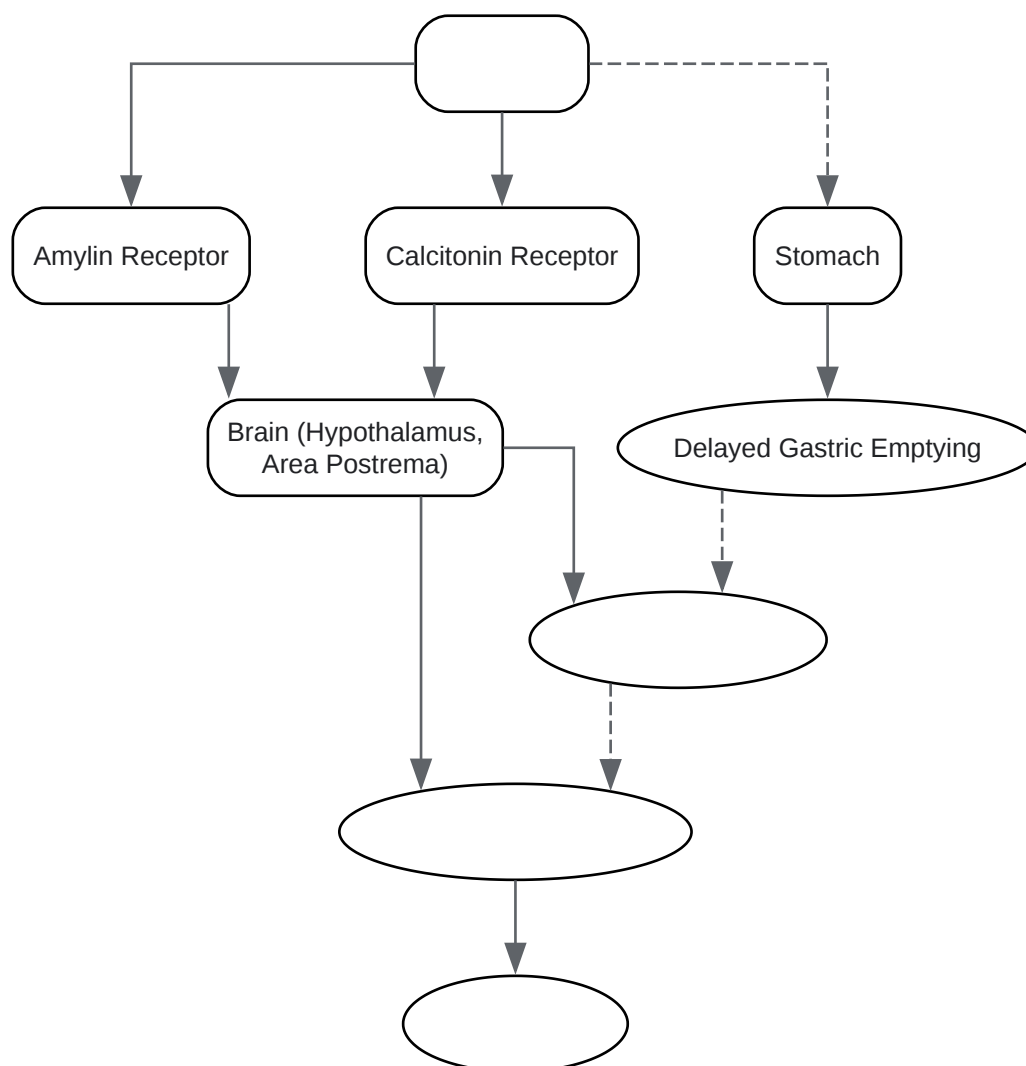 Amylin Receptor
Calcitonin Receptor
Stomach
Brain (Hypothalamus,
Area Postrema)
Delayed Gastric Emptying